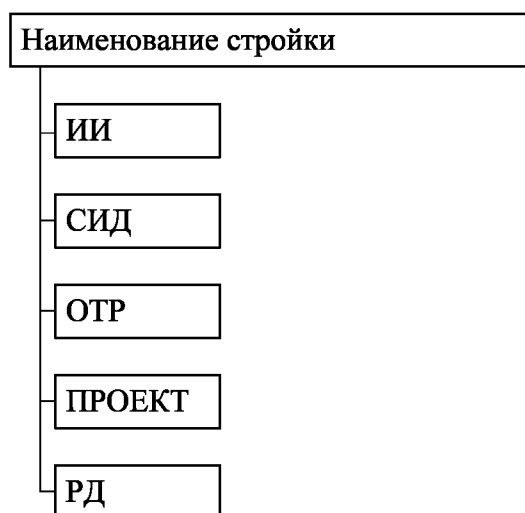 Наименование стройки
ИИ
СИД
ОТР
ПРОЕКТ
РД